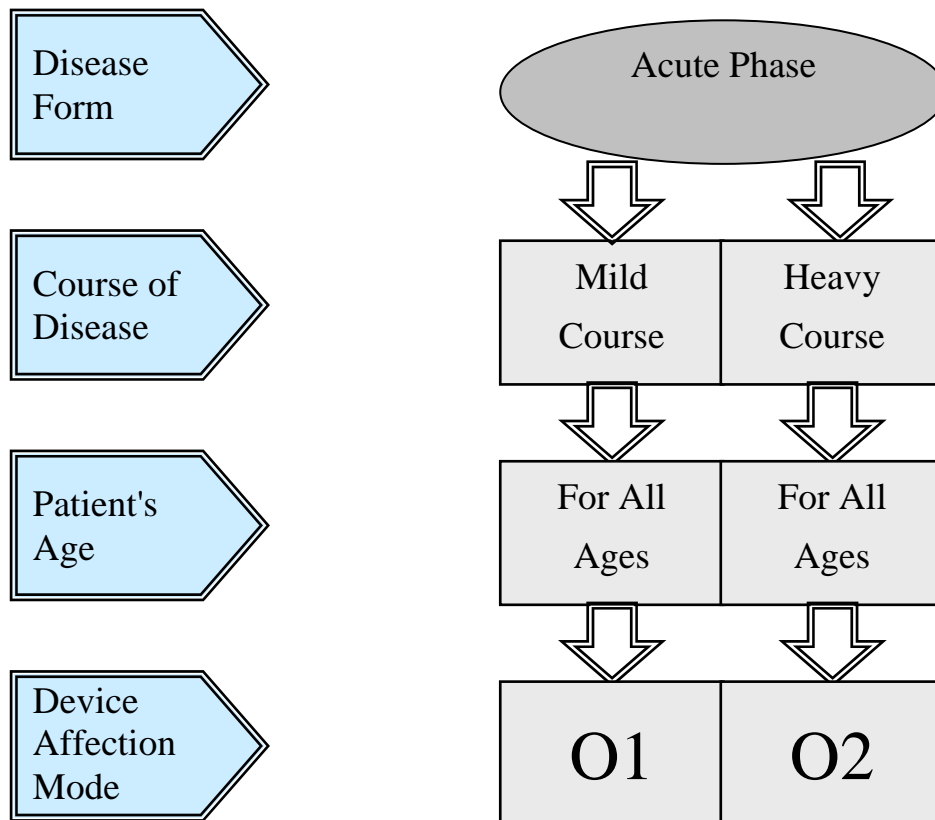 Disease
Form
Acute Phase
Course of
Disease
Mild
Course
Heavy
Course
Patient's
Age
For All
Ages
For All
Ages
Device
Affection
Mode
O1
O2